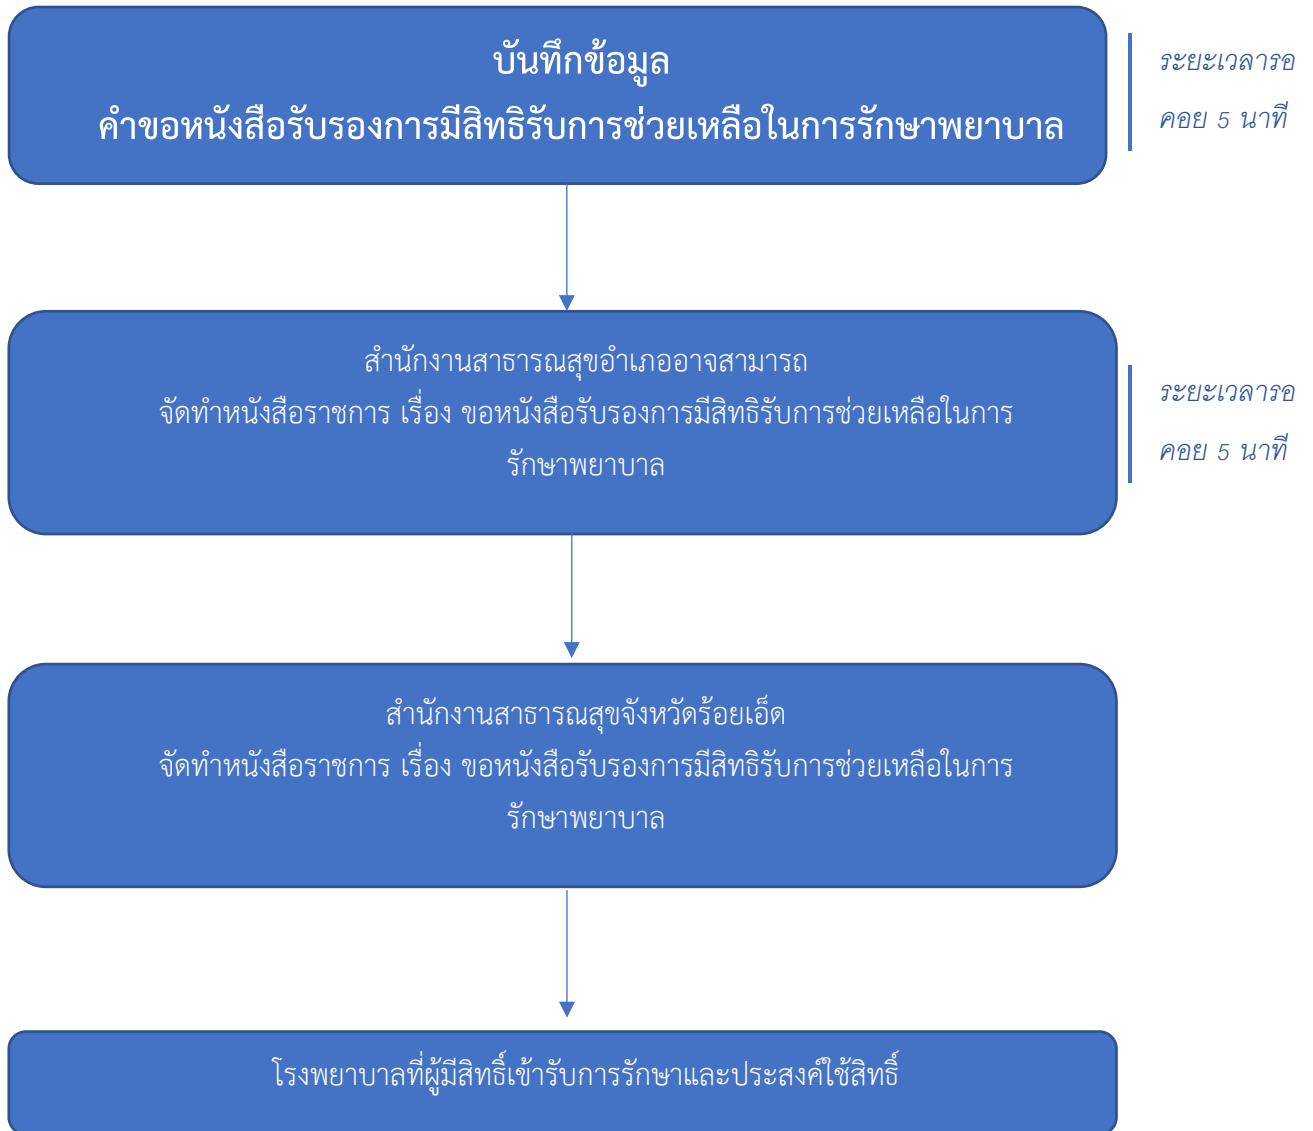 บันทึกข้อมูล
คำขอหนังสือรับรองการมีสิทธิรับการช่วยเหลือในการรักษาพยาบาล
ระยะเวลารอ
คอย 5 นาที
สำนักงานสาธารณสุขอำเภออาจสามารถ
จัดทำหนังสือราชการ เรื่อง ขอหนังสือรับรองการมีสิทธิรับการช่วยเหลือในการ
รักษาพยาบาล
ระยะเวลารอ
คอย 5 นาที
สำนักงานสาธารณสุขจังหวัดร้อยเอ็ด
จัดทำหนังสือราชการ เรื่อง ขอหนังสือรับรองการมีสิทธิรับการช่วยเหลือในการ
รักษาพยาบาล
โรงพยาบาลที่ผู้มีสิทธิ์เข้ารับการรักษาและประสงค์ใช้สิทธิ์